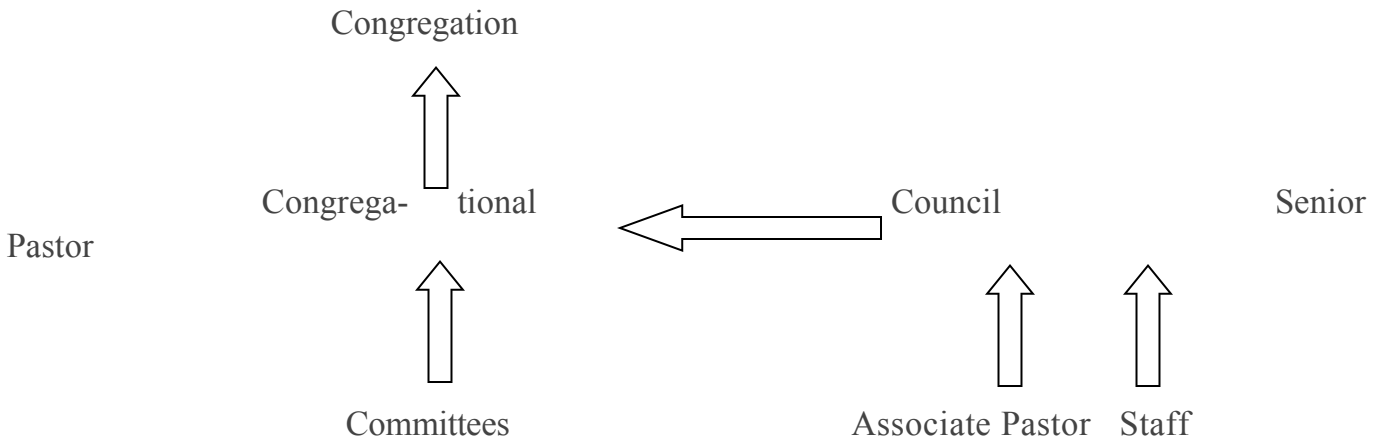 Congregation
Congrega- tional Council Senior
Pastor
Committees Associate Pastor Staff